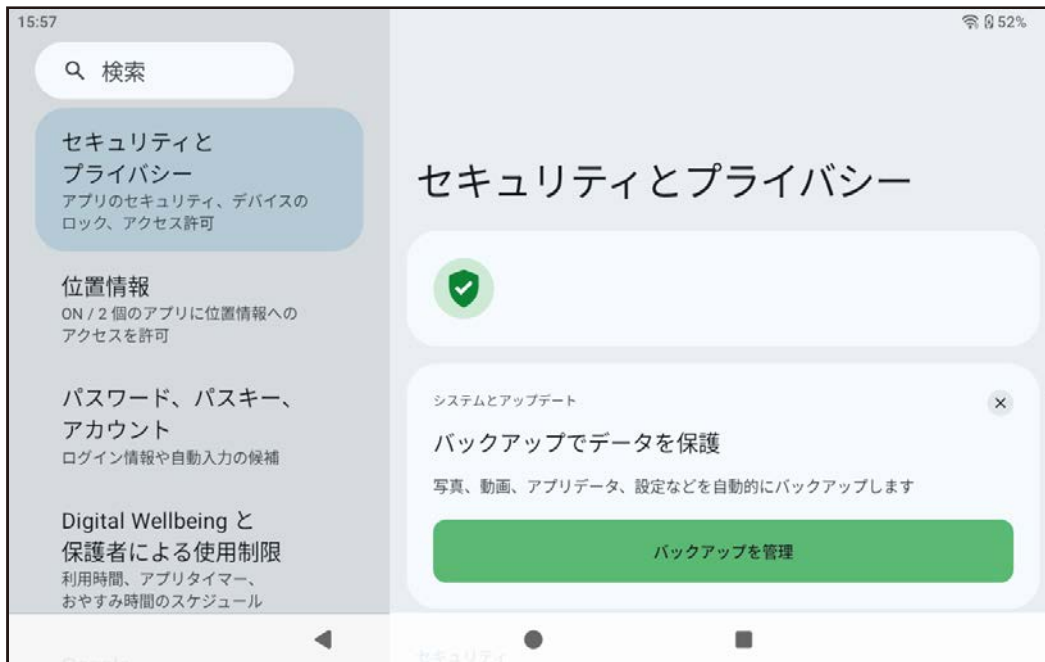 15:57
52%
検索
セキュリティと
プライバシー
アプリのセキュリティ、デバイスの
ロック、アクセス許可
位置情報
ON / 2 個のアプリに位置情報への
アクセスを許可
パスワード、パスキー、
アカウント
ログイン情報や自動入力の候補
Digital Wellbeing と
保護者による使用制限
利用時間、アプリタイマー、
おやすみ時間のスケジュール
セキュリティとプライバシー
システムとアップデート
バックアップでデータを保護
写真、動画、アプリデータ、設定などを自動的にバックアップします
バックアップを管理
セキュリティ